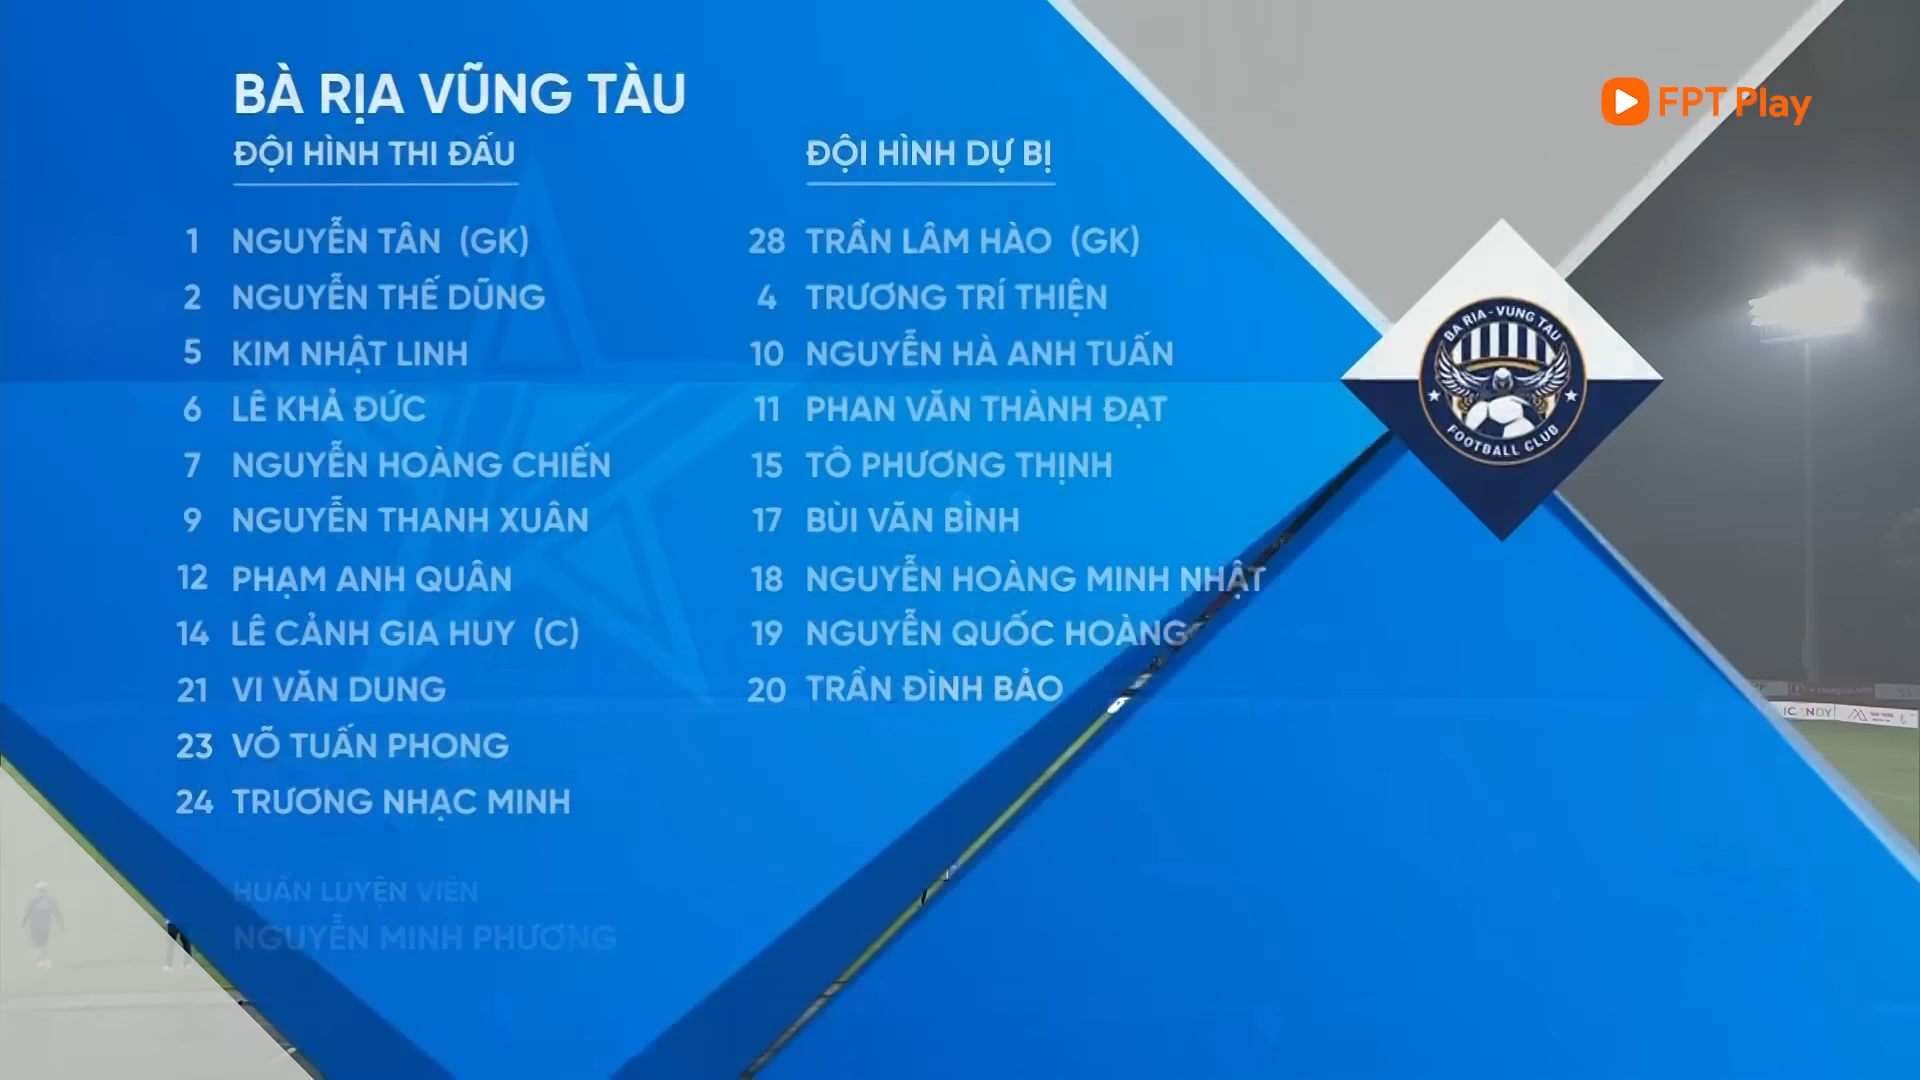 BÀ RỊA VŨNG TÀU
ĐỘI HÌNH THI ĐẤU
1 NGUYỄN TÂN (GK)
2 NGUYỄN THẾ DŨNG
5 KIM NHẬT LINH
6 LÊ KHẢ ĐỨC
7 NGUYỄN HOÀNG CHIẾN
9 NGUYỄN THANH XUÂN
12 PHẠM ANH QUÂN
14 LÊ CẢNH GIA HUY (C)
21 VI VĂN DUNG
23 VÕ TUẤN PHONG
24 TRƯƠNG NHẠC MINH
HUẤN LUYỆN VIÊN
NGUYỄN MINH PHƯƠNG
ĐỘI HÌNH DỰ BỊ
28 TRẦN LÂM HÀO (GK)
4 TRƯƠNG TRÍ THIỆN
10 NGUYỄN HÀ ANH TUẤN
11 PHAN VĂN THÀNH ĐẠT
15 TÔ PHƯƠNG THỊNH
17 BÙI VĂN BÌNH
18 NGUYỄN HOÀNG MINH NHẬT
19 NGUYỄN QUỐC HOÀNG
20 TRẦN ĐÌNH BẢO
FPT Play
BA RIA - VUNG TAU
FOOTBALL CLUB